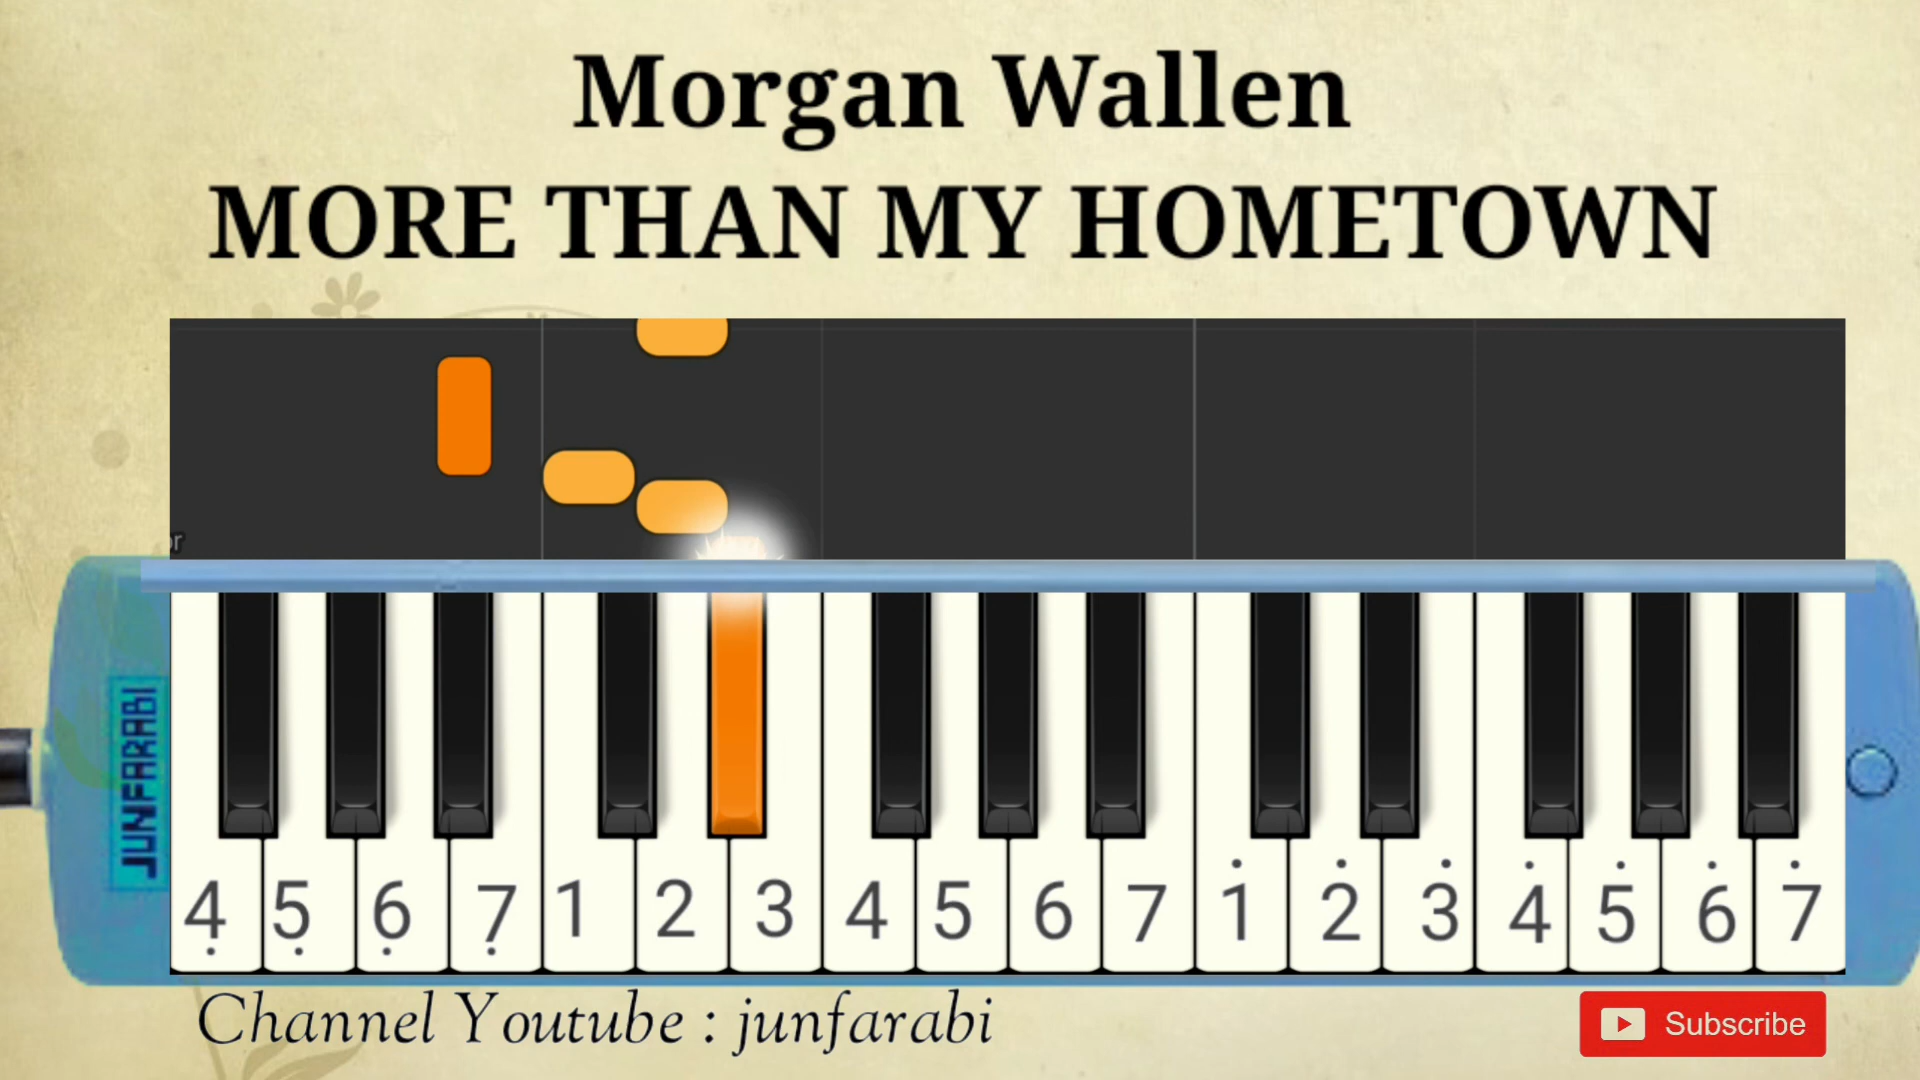 Morgan Wallen
MORE THAN MY HOMETOWN
JUNFARABI
4 5 6 7 1 2 3 4 5 6 7 1 2 3 4 5 6 7
Channel Youtube : junfarabi
Subscribe